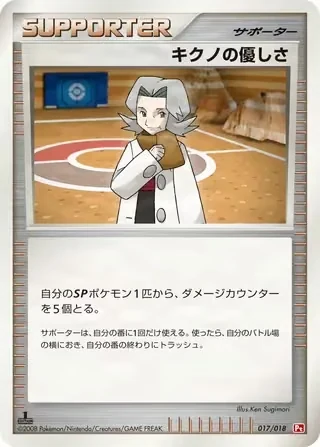 SUPPORTER サポーター
キクノの優しさ
自分のSPポケモン1匹から、ダメージカウンター
を5個とる。
サポーターは、自分の番に1回だけ使える。使ったら、自分のバトル場
の横におき、自分の番の終わりにトラッシュ。
Illus.Ken Sugimori
1
©2008 Pokémon/Nintendo/Creatures/GAME FREAK
Pt
017/018